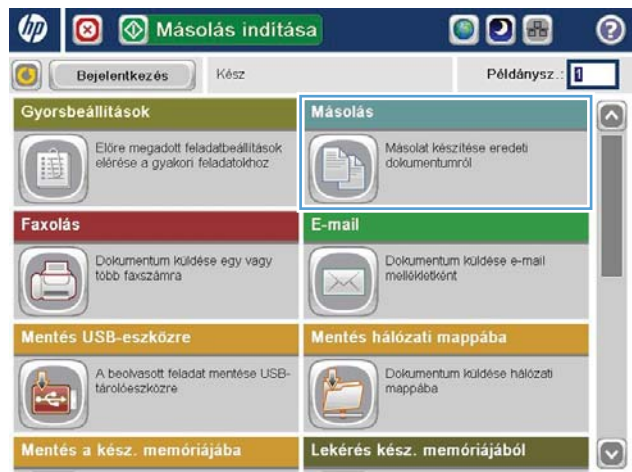 hp
Másolás indítása
?
Bejelentkezés
Kész
Példánysz.: 1
Gyorsbeállítások
Előre megadott feladatbeállítások
elérése a gyakori feladatokhoz
Másolás
Másolat készítése eredeti
dokumentumról
Faxolás
Dokumentum küldése egy vagy
több faxszámra
E-mail
Dokumentum küldése e-mail
mellékletként
Mentés USB-eszközre
A beolvasott feladat mentése USB-
tárolóeszközre
Mentés hálózati mappába
Dokumentum küldése hálózati
mappába
Mentés a kész. memóriájába
Lekérés kész. memóriájából